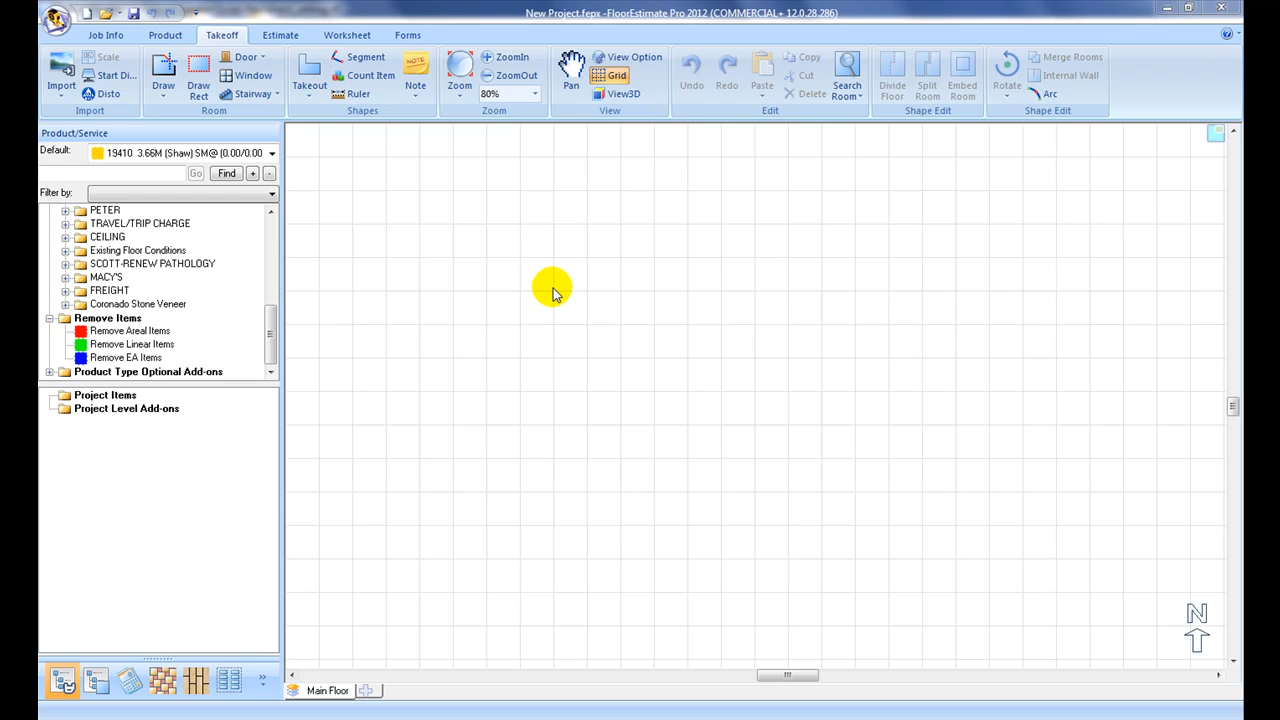 New Project.fepx -FloorEstimate Pro 2012 (COMMERCIAL+ 12.0.28.286)
Job Info Product Takeoff Estimate Worksheet Forms
Import Scale Start Di... Disto Draw Draw Rect Door Window Stairway Takeout Segment Count Item Ruler NOTE Note Zoom ZoomIn ZoomOut 80% Pan View Option Grid View3D Undo Redo Paste Copy Cut Delete Search Room Divide Floor Split Room Embed Room Rotate Merge Rooms Internal Wall Arc
Import Room Shapes Zoom View Edit Shape Edit Shape Edit
Product/Service
Default: 19410 3.66M (Shaw) SM@ (0.00/0.00
Go Find + -
Filter by:
PETER
TRAVEL/TRIP CHARGE
CEILING
Existing Floor Conditions
SCOTT-RENEW PATHOLOGY
MACY'S
FREIGHT
Coronado Stone Veneer
Remove Items
Remove Areal Items
Remove Linear Items
Remove EA Items
Product Type Optional Add-ons
Project Items
Project Level Add-ons
N
Main Floor